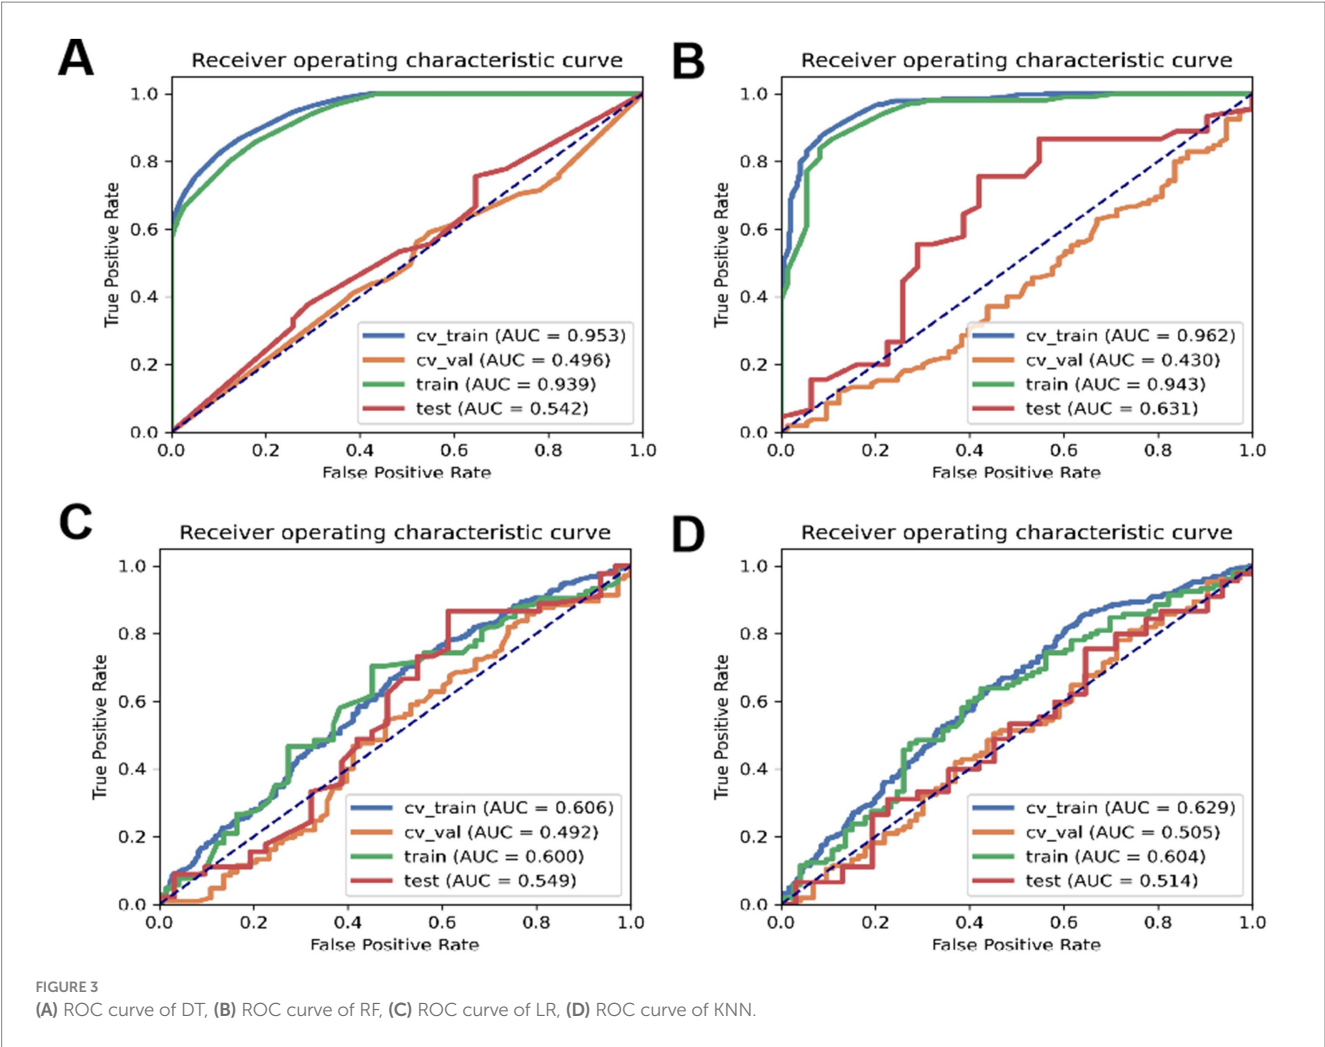 A
Receiver operating characteristic curve
True Positive Rate
1.0
0.8
0.6
0.4
0.2
0.0
cv_train (AUC = 0.953)
cv_val (AUC = 0.496)
train (AUC = 0.939)
test (AUC = 0.542)
0.0 0.2 0.4 0.6 0.8 1.0
False Positive Rate
B
Receiver operating characteristic curve
True Positive Rate
1.0
0.8
0.6
0.4
0.2
0.0
cv_train (AUC = 0.962)
cv_val (AUC = 0.430)
train (AUC = 0.943)
test (AUC = 0.631)
0.0 0.2 0.4 0.6 0.8 1.0
False Positive Rate
C
Receiver operating characteristic curve
True Positive Rate
1.0
0.8
0.6
0.4
0.2
0.0
cv_train (AUC = 0.606)
cv_val (AUC = 0.492)
train (AUC = 0.600)
test (AUC = 0.549)
0.0 0.2 0.4 0.6 0.8 1.0
False Positive Rate
D
Receiver operating characteristic curve
True Positive Rate
1.0
0.8
0.6
0.4
0.2
0.0
cv_train (AUC = 0.629)
cv_val (AUC = 0.505)
train (AUC = 0.604)
test (AUC = 0.514)
0.0 0.2 0.4 0.6 0.8 1.0
False Positive Rate
FIGURE 3
(A) ROC curve of DT, (B) ROC curve of RF, (C) ROC curve of LR, (D) ROC curve of KNN.